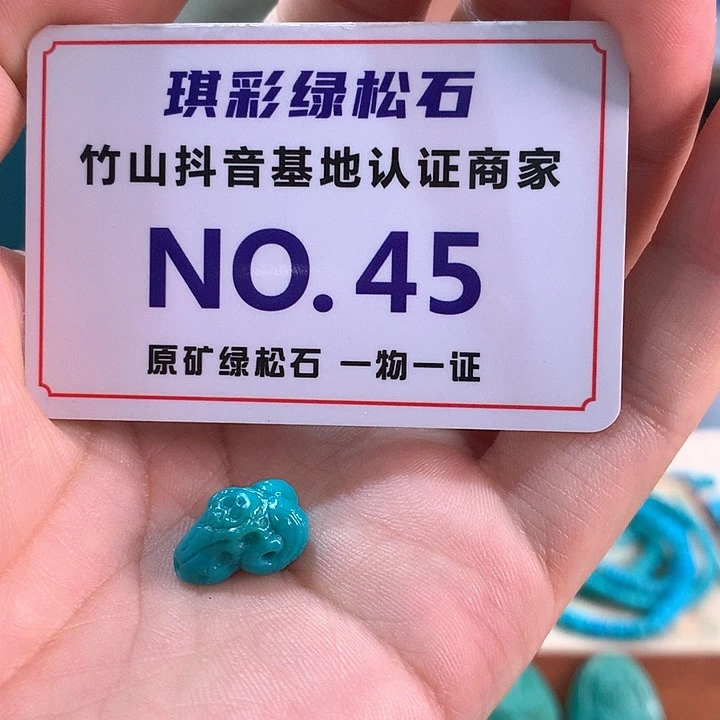 琪彩绿松石
竹山抖音基地认证商家
NO.45
原矿绿松石 一物一证